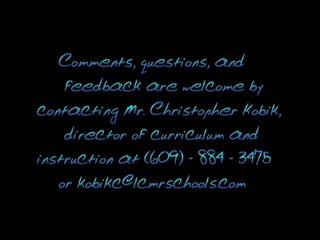 Comments, questions, and
feedback are welcome by
contacting Mr. Christopher Kobik,
director of curriculum and
instruction at (609) - 884 - 3475
or kobikc@lcmrschools.com